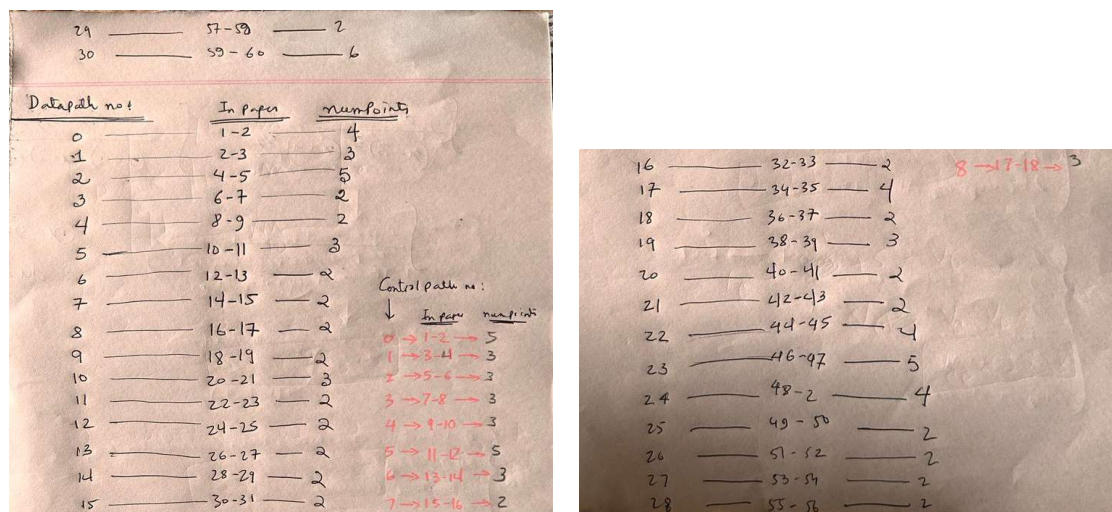 29 57-58 2
30 59-60 6
Datapath no: In paper numpoints
0 1-2 4
1 2-3 3
2 4-5 5
3 6-7 2
4 8-9 2
5 10-11 3
6 12-13 2
7 14-15 2
8 16-17 2
9 18-19 2
10 20-21 3
11 22-23 2
12 24-25 2
13 26-27 2
14 28-29 2
15 30-31 2
Control path no:
In paper numpoints
0 → 1-2 → 5
1 → 3-4 → 3
2 → 5-6 → 3
3 → 7-8 → 3
4 → 9-10 → 3
5 → 11-12 → 5
6 → 13-14 → 3
7 → 15-16 → 2
16 32-33 2
17 34-35 4
18 36-37 2
19 38-39 3
20 40-41 2
21 42-43 2
22 44-45 4
23 46-47 5
24 48-2 4
25 49-50 2
26 51-52 2
27 53-54 2
28 55-56 2
8 → 17-18 → 3